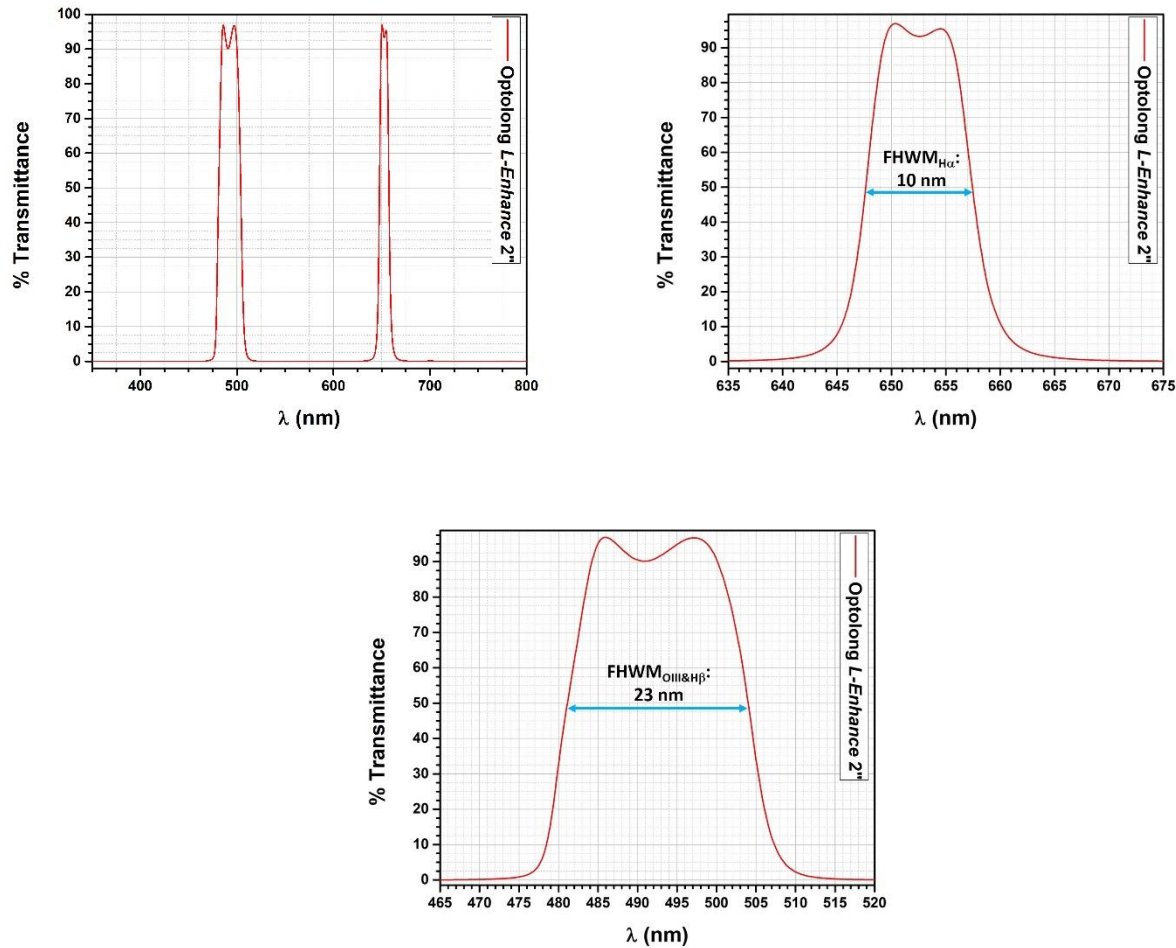 100
90
80
70
60
50
40
30
20
10
0
% Transmittance
400 500 600 700 800
λ (nm)
Optolong L-Enhance 2"
90
80
70
60
50
40
30
20
10
0
% Transmittance
FHWMHα:
10 nm
635 640 645 650 655 660 665 670 675
λ (nm)
Optolong L-Enhance 2"
90
80
70
60
50
40
30
20
10
0
% Transmittance
FHWMOIII&Hβ:
23 nm
465 470 475 480 485 490 495 500 505 510 515 520
λ (nm)
Optolong L-Enhance 2"